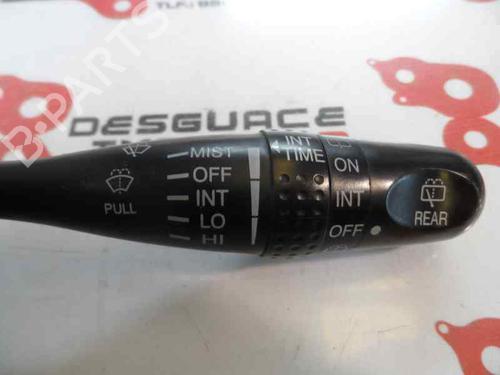 DESGUACE
B-PARTS
MIST
OFF
INT
LO
HI
PULL
INT
TIME
ON
INT
OFF
REAR